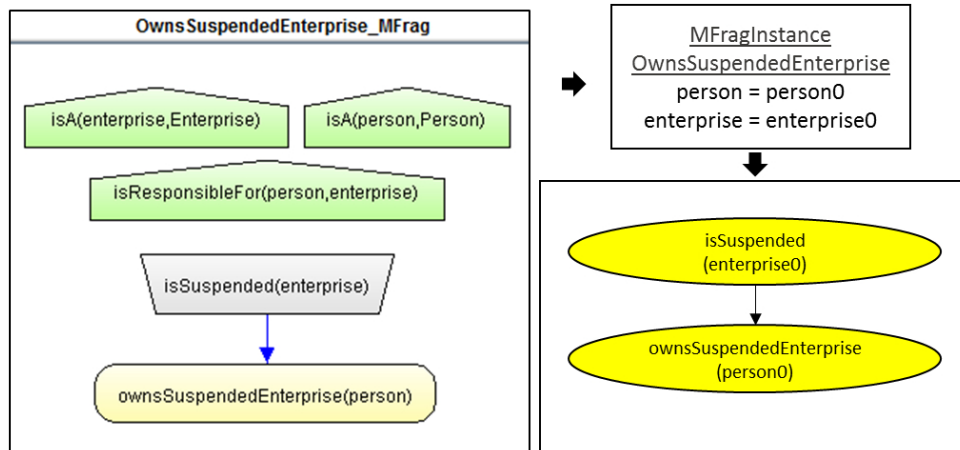 OwnsSuspendedEnterprise_MFrag
isA(enterprise,Enterprise)
isA(person,Person)
isResponsibleFor(person,enterprise)
isSuspended(enterprise)
ownsSuspendedEnterprise(person)
MFragInstance
OwnsSuspendedEnterprise
person = person0
enterprise = enterprise0
isSuspended
(enterprise0)
ownsSuspendedEnterprise
(person0)